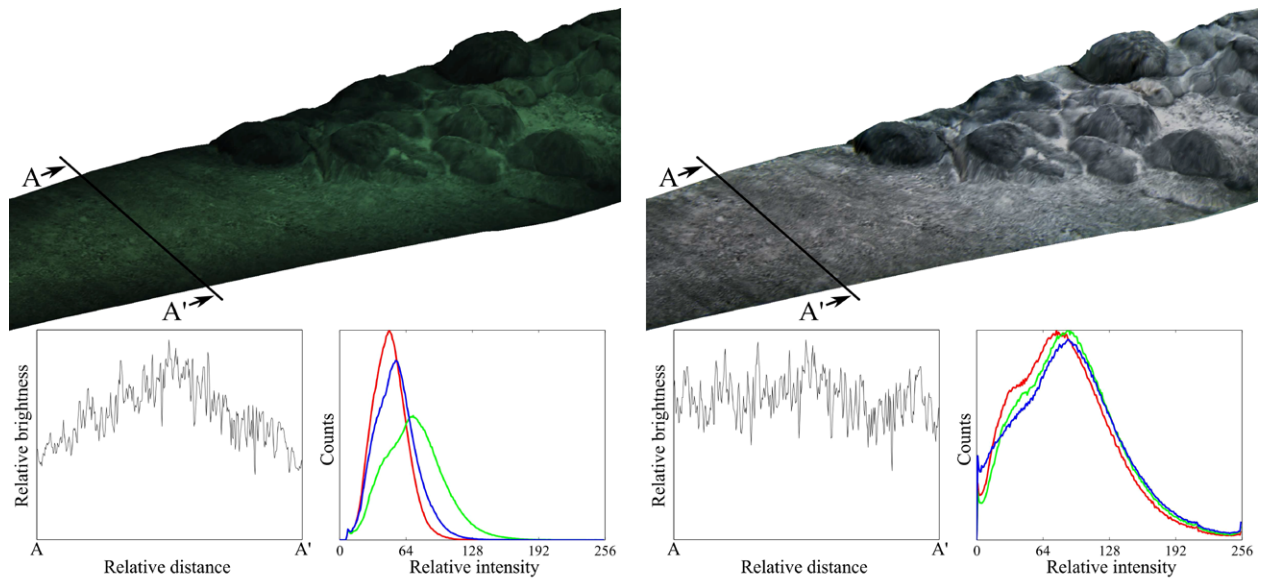 A
A'
A
A'
Relative brightness
A
A'
Relative distance
Counts
0 64 128 192 256
Relative intensity
Relative brightness
A
A'
Relative distance
Counts
0 64 128 192 256
Relative intensity